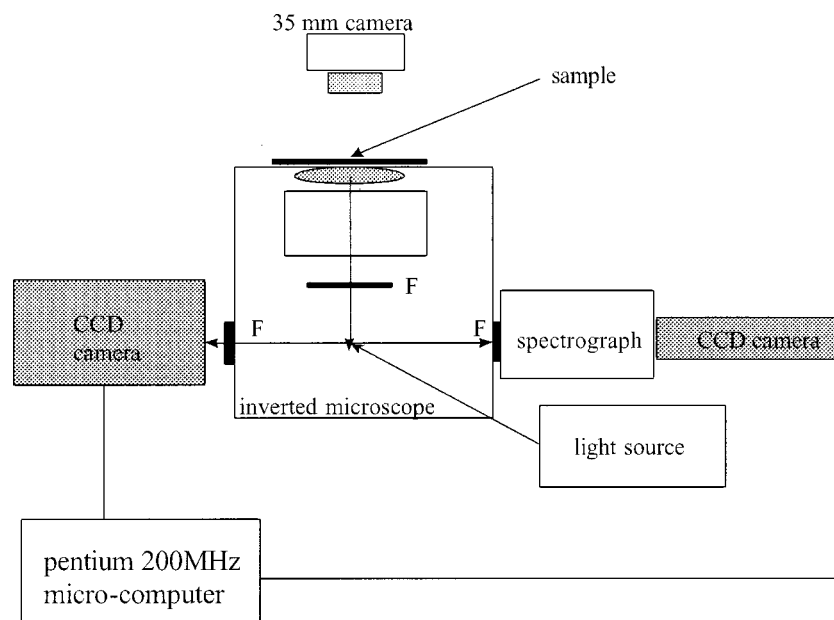 35 mm camera
sample
F
CCD
camera
F
F
spectrograph
CCD camera
inverted microscope
light source
pentium 200MHz
micro-computer